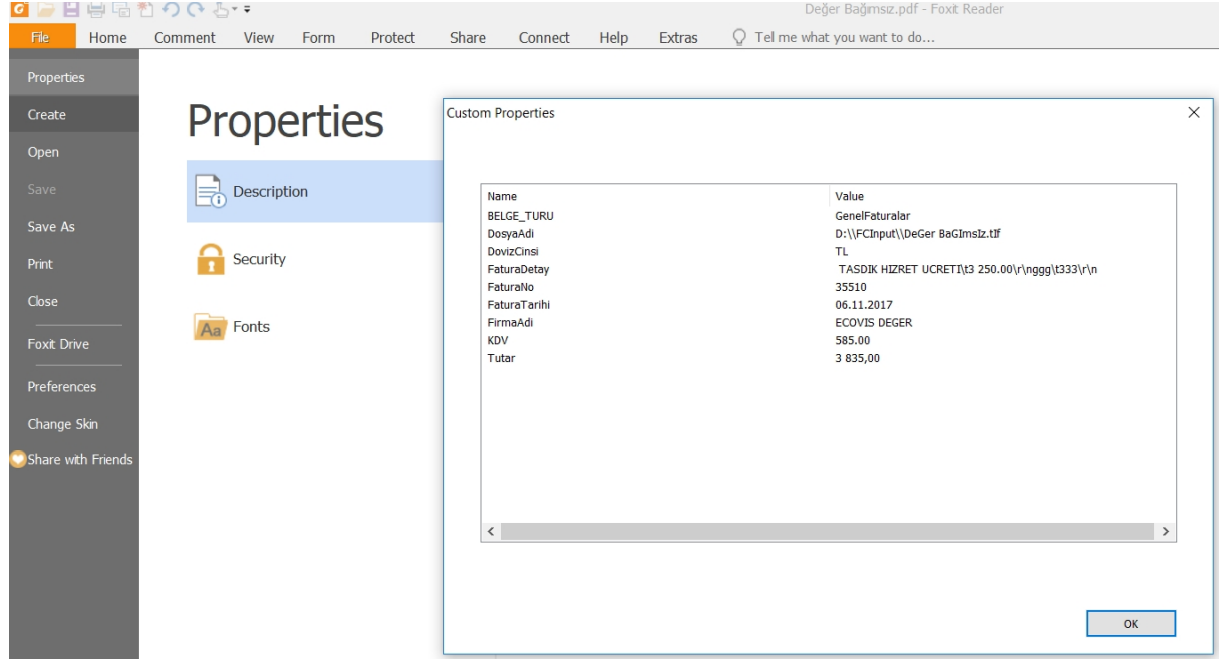 Değer Bağımsız.pdf - Foxit Reader
File Home Comment View Form Protect Share Connect Help Extras Tell me what you want to do...
Properties
Create
Open
Save
Save As
Print
Close
Foxit Drive
Preferences
Change Skin
Share with Friends
Properties
Description
Security
Aa Fonts
Custom Properties
Name Value
BELGE_TURU GenelFaturalar
DosyaAdi D:\\FCInput\\DeGer BaGImsIz.tIf
DovizCinsi TL
FaturaDetay TASDIK HIZRET UCRETI\t3 250.00\r\nggg\t333\r\n
FaturaNo 35510
FaturaTarihi 06.11.2017
FirmaAdi ECOVIS DEGER
KDV 585.00
Tutar 3 835,00
OK